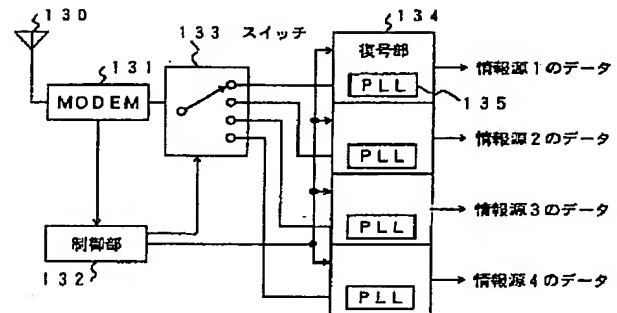 130
133 スイッチ
134
131
復号部
情報源1のデータ
MODEM
PLL
135
情報源2のデータ
PLL
制御部
情報源3のデータ
PLL
132
情報源4のデータ
PLL